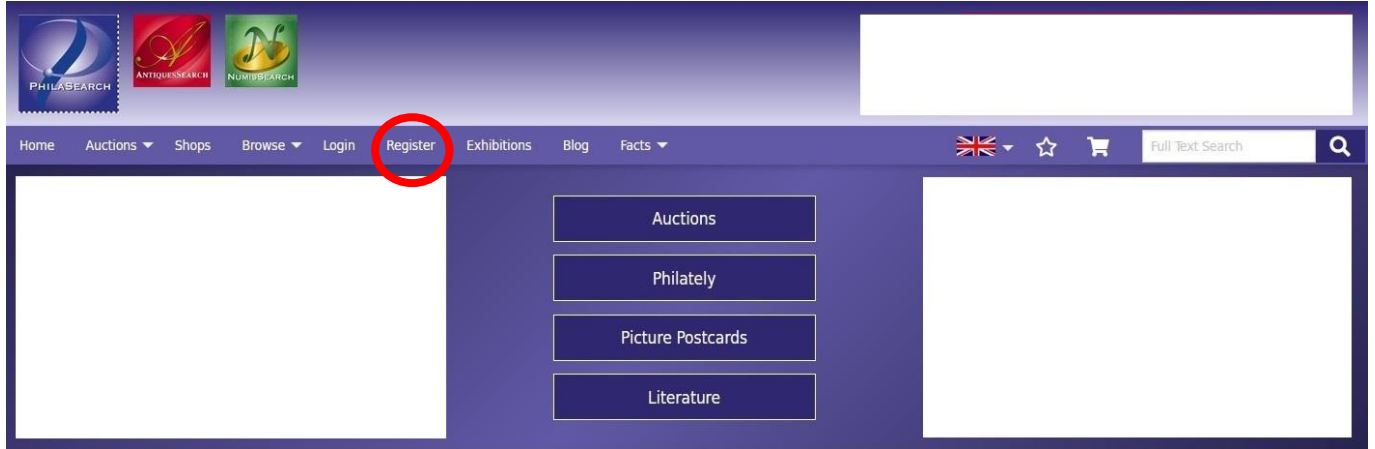 PHILASEARCH
ANTIQUESSEARCH
NUMISSEARCH
Home Auctions Shops Browse Login Register Exhibitions Blog Facts Full Text Search
Auctions
Philately
Picture Postcards
Literature